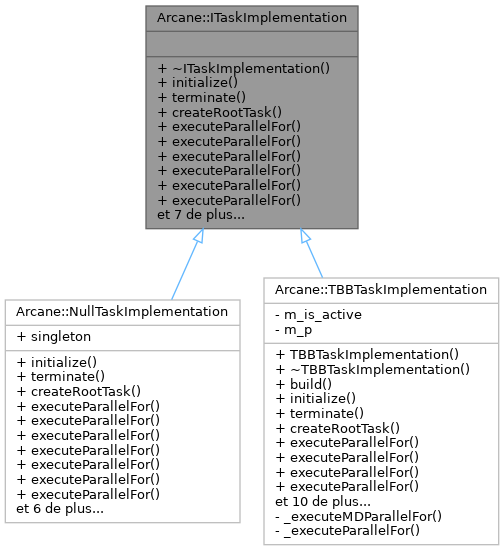 Arcane::ITaskImplementation
+ ~ITaskImplementation()
+ initialize()
+ terminate()
+ createRootTask()
+ executeParallelFor()
+ executeParallelFor()
+ executeParallelFor()
+ executeParallelFor()
+ executeParallelFor()
+ executeParallelFor()
et 7 de plus...
Arcane::NullTaskImplementation
+ singleton
+ initialize()
+ terminate()
+ createRootTask()
+ executeParallelFor()
+ executeParallelFor()
+ executeParallelFor()
+ executeParallelFor()
+ executeParallelFor()
+ executeParallelFor()
+ executeParallelFor()
et 6 de plus...
Arcane::TBBTaskImplementation
- m_is_active
- m_p
+ TBBTaskImplementation()
+ ~TBBTaskImplementation()
+ build()
+ initialize()
+ terminate()
+ createRootTask()
+ executeParallelFor()
+ executeParallelFor()
+ executeParallelFor()
+ executeParallelFor()
et 10 de plus...
- _executeMDParallelFor()
- _executeParallelFor()